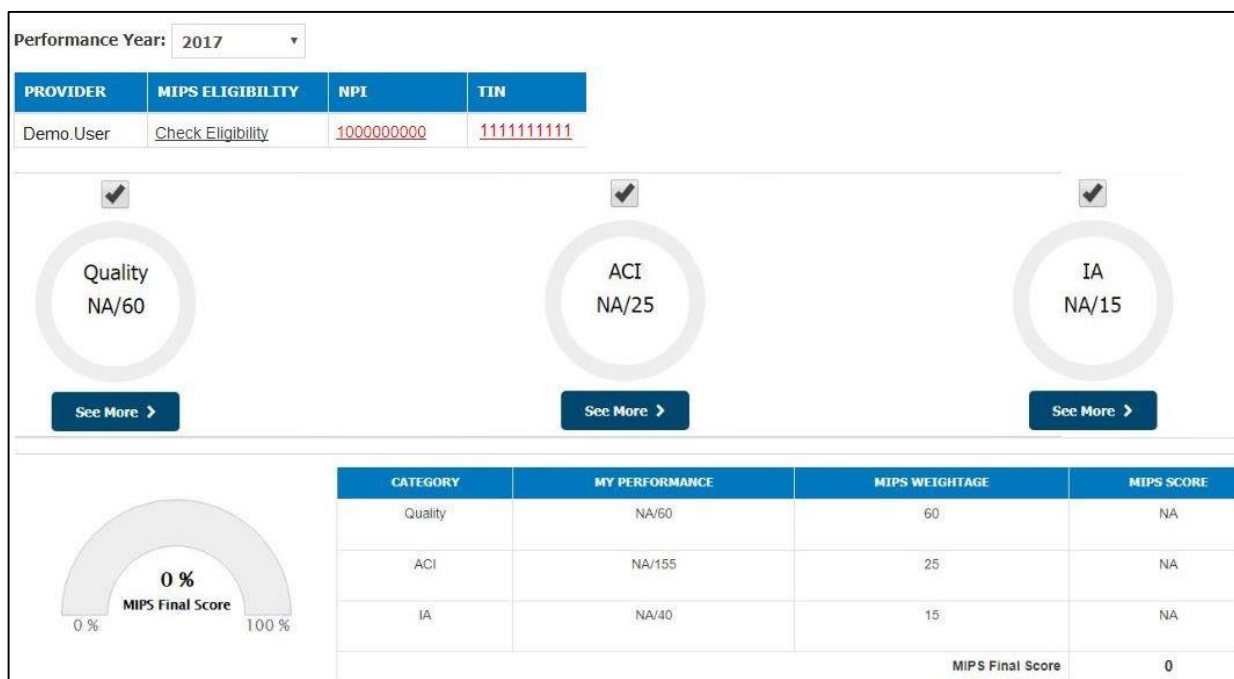 Performance Year: 2017
PROVIDER MIPS ELIGIBILITY NPI TIN
Demo.User Check Eligibility 1000000000 1111111111
Quality
NA/60
ACI
NA/25
IA
NA/15
See More
See More
See More
0 %
MIPS Final Score
0 % 100 %
CATEGORY MY PERFORMANCE MIPS WEIGHTAGE MIPS SCORE
Quality NA/60 60 NA
ACI NA/155 25 NA
IA NA/40 15 NA
MIPS Final Score 0